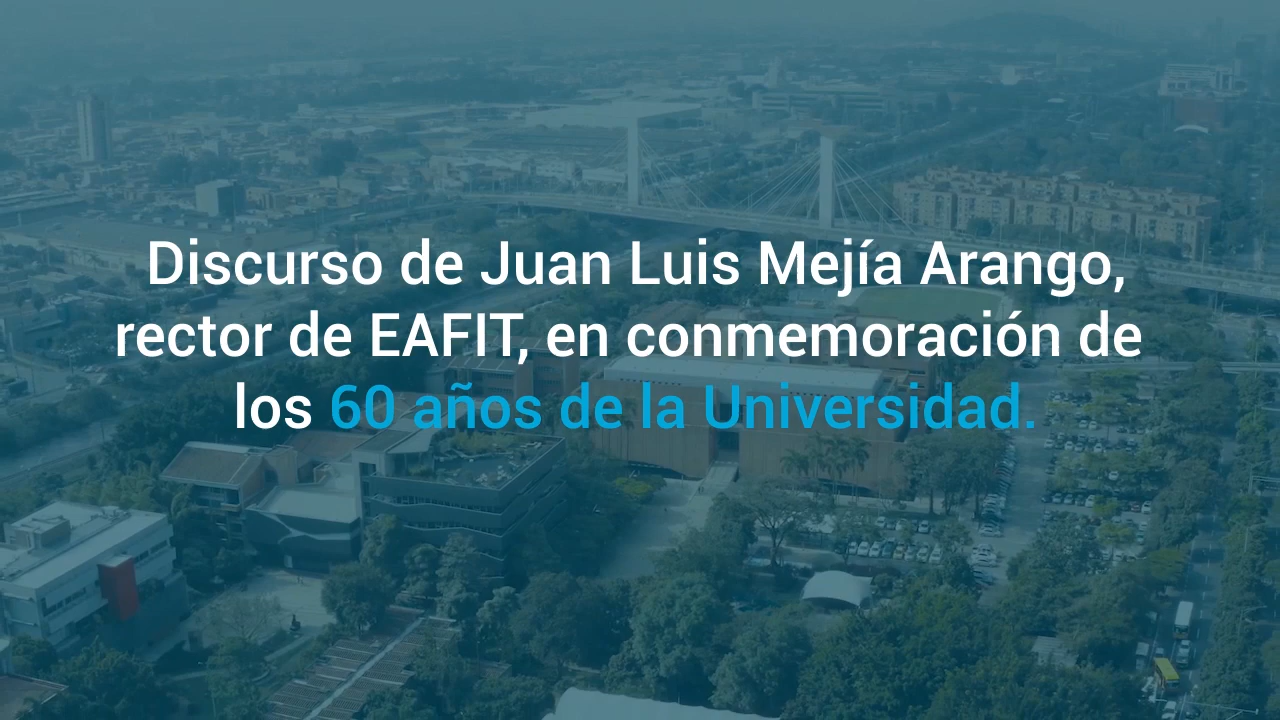 Discurso de Juan Luis Mejía Arango,
rector de EAFIT, en conmemoración de
los 60 años de la Universidad.